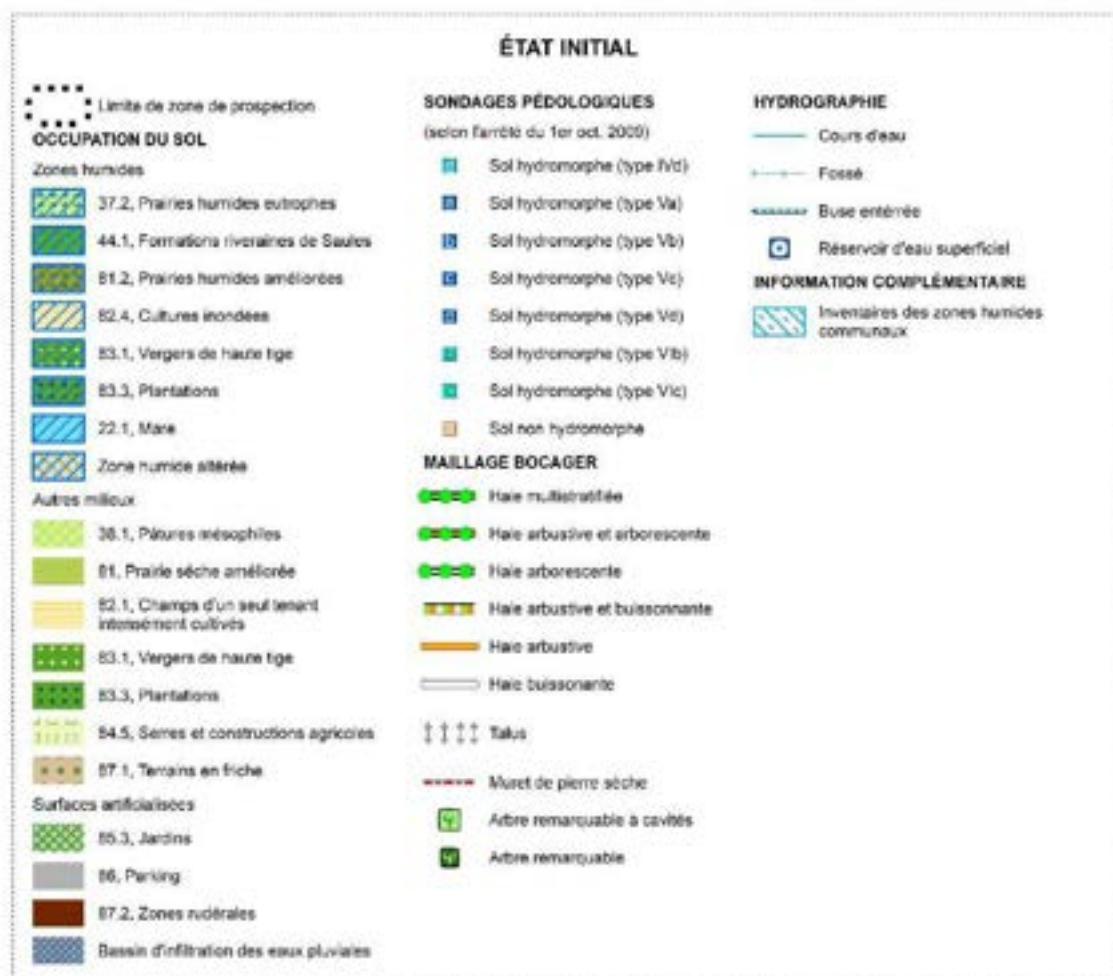 ÉTAT INITIAL
Limite de zone de prospection
OCCUPATION DU SOL
Zones humides
37.2, Prairies humides eutrophes
44.1, Formations riveraines de Saules
81.2, Prairies humides améliorées
82.4, Cultures inondées
83.1, Vergers de haute tige
83.3, Plantations
22.1, Mare
Zone humide altérée
Autres milieux
38.1, Pâtures mésophiles
81, Prairie sèche améliorée
82.1, Champs d'un seul tenant
intensément cultivés
83.1, Vergers de haute tige
83.3, Plantations
84.5, Serres et constructions agricoles
87.1, Terrains en friche
Surfaces artificialisées
85.3, Jardins
86, Parking
87.2, Zones rudérales
Bassin d'infiltration des eaux pluviales
SONDAGES PÉDOLOGIQUES
(selon l'arrêté du 1er oct. 2009)
Sol hydromorphe (type IVd)
Sol hydromorphe (type Va)
Sol hydromorphe (type Vb)
Sol hydromorphe (type Vc)
Sol hydromorphe (type Vd)
Sol hydromorphe (type VIb)
Sol hydromorphe (type VIc)
Sol non hydromorphe
MAILLAGE BOCAGER
Haie multistratifiée
Haie arbustive et arborescente
Haie arborescente
Haie arbustive et buissonnante
Haie arbustive
Haie buissonante
Talus
Muret de pierre sèche
Arbre remarquable à cavités
Arbre remarquable
HYDROGRAPHIE
Cours d'eau
Fossé
Buse entérrée
Réservoir d'eau superficiel
INFORMATION COMPLÉMENTAIRE
Inventaires des zones humides
communaux